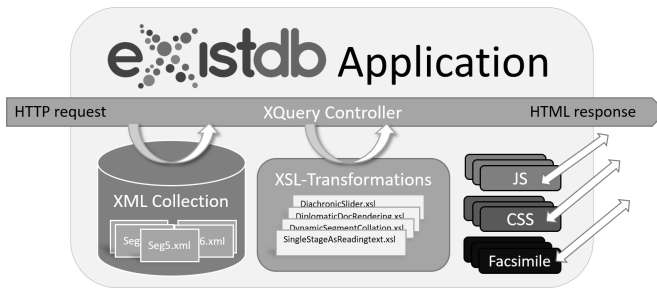 eXistdb Application
HTTP request
XQuery Controller
HTML response
XML Collection
Seg
Seg5.xml
6.xml
XSL-Transformations
DiachronicSlider.xsl
DiplomaticDocRendering.xsl
DynamicSegmentCollation.xsl
SingleStageAsReadingtext.xsl
JS
CSS
Facsimile